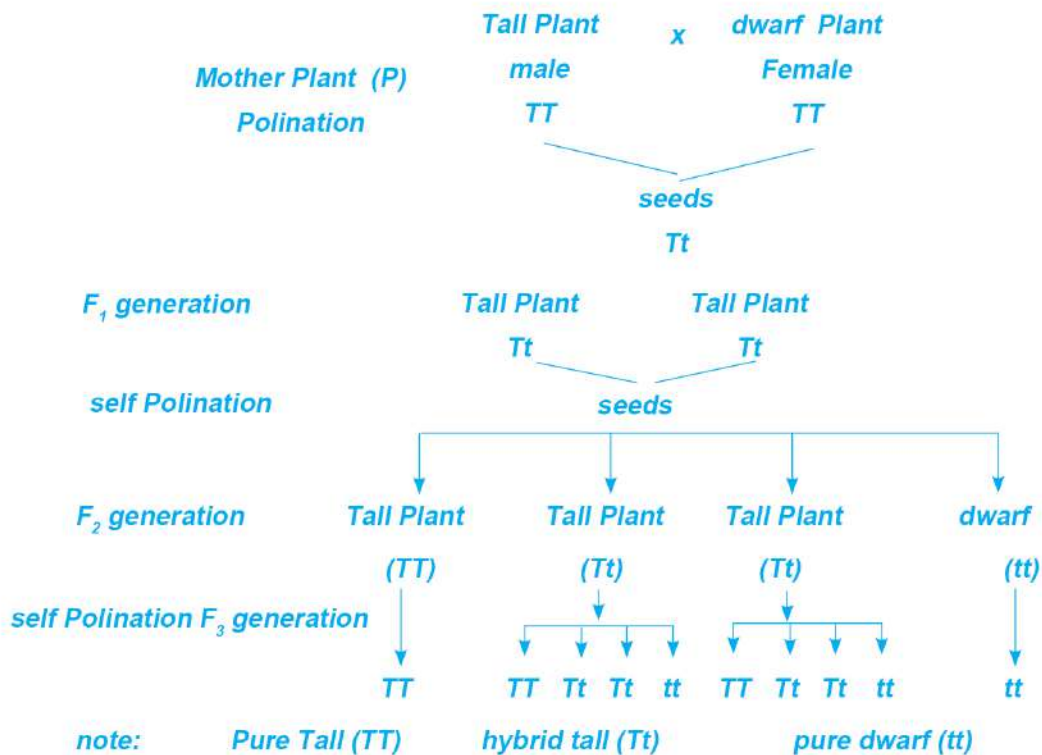 Tall Plant x dwarf Plant
Mother Plant (P) male Female
Polination TT TT
seeds
Tt
F1 generation Tall Plant Tall Plant
Tt Tt
self Polination seeds
F2 generation Tall Plant Tall Plant Tall Plant dwarf
(TT) (Tt) (Tt) (tt)
self Polination F3 generation
TT TT Tt Tt tt TT Tt Tt tt tt
note: Pure Tall (TT) hybrid tall (Tt) pure dwarf (tt)